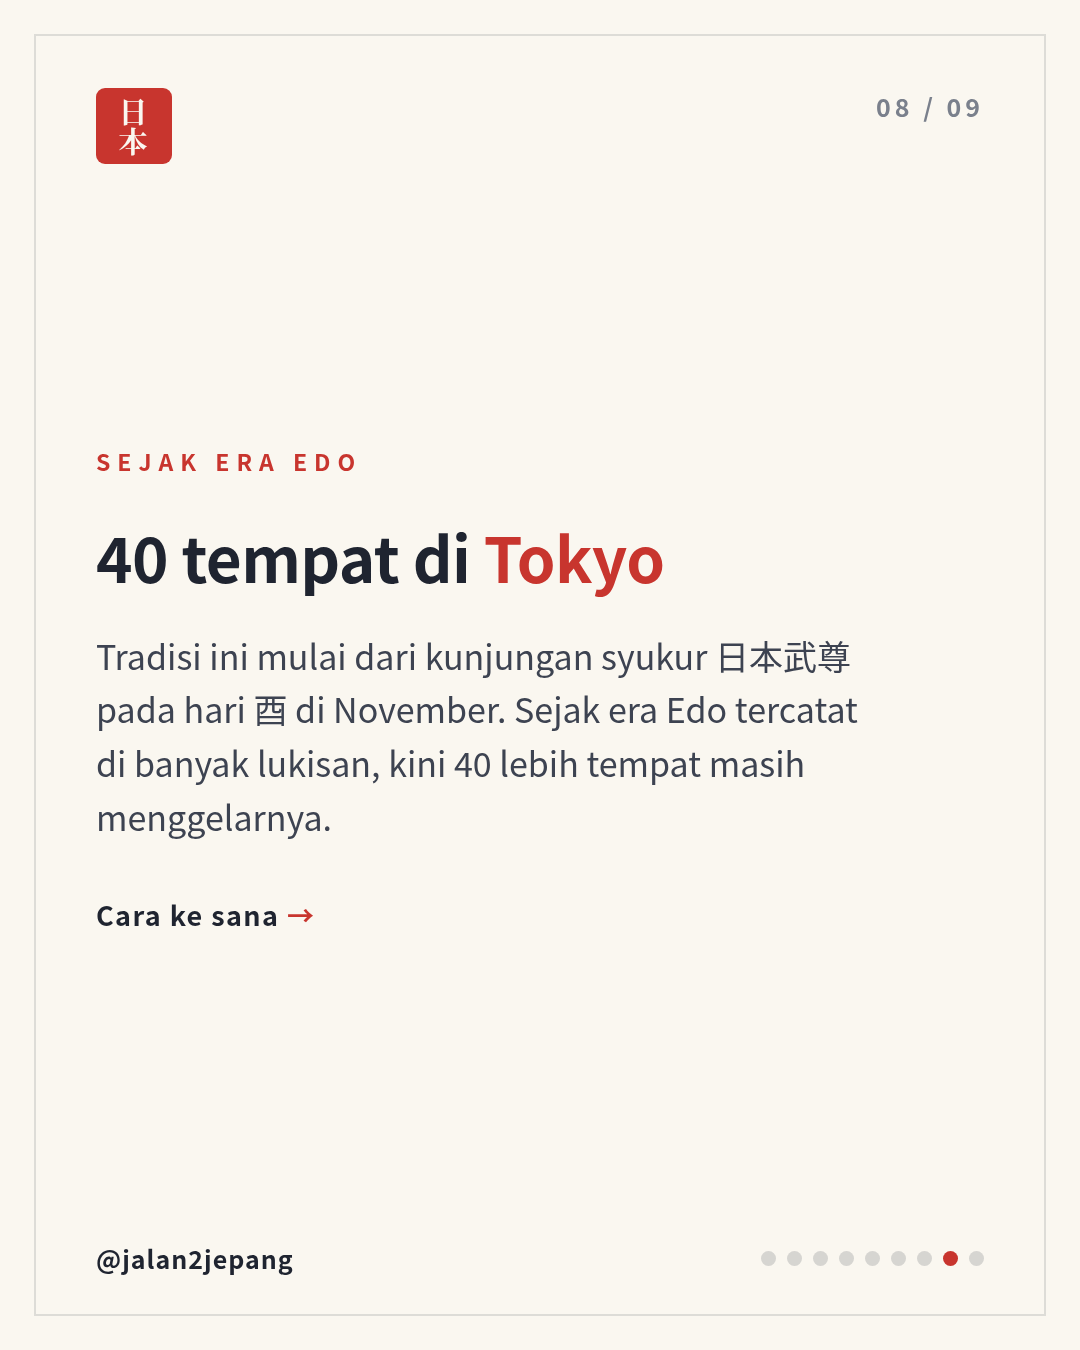 日本
08 / 09
SEJAK ERA EDO
40 tempat di Tokyo
Tradisi ini mulai dari kunjungan syukur 日本武尊
pada hari 酉 di November. Sejak era Edo tercatat
di banyak lukisan, kini 40 lebih tempat masih
menggelarnya.
Cara ke sana →
@jalan2jepang